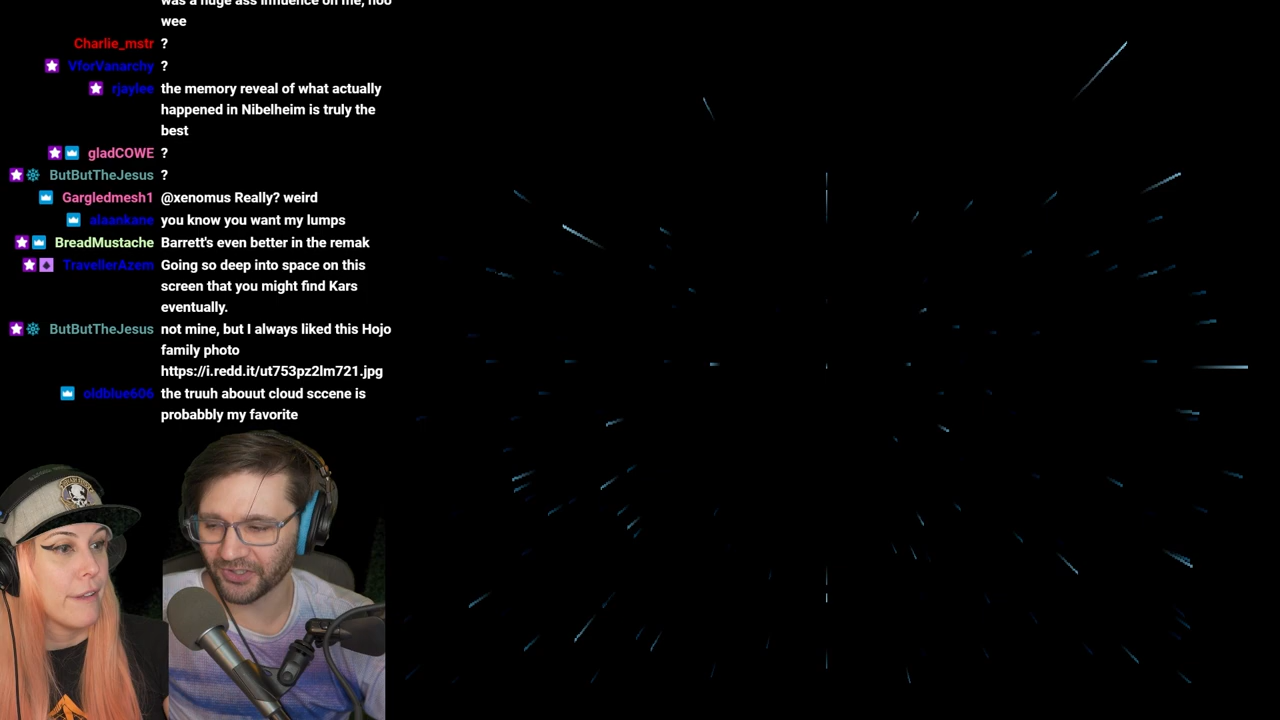 was a huge ass influence on me, hoo
wee
Charlie_mstr ?
VforVanarchy ?
rjaylee the memory reveal of what actually
happened in Nibelheim is truly the
best
gladCOWE ?
ButButTheJesus ?
Gargledmesh1 @xenomus Really? weird
alaankane you know you want my lumps
BreadMustache Barrett's even better in the remak
TravellerAzem Going so deep into space on this
screen that you might find Kars
eventually.
ButButTheJesus not mine, but I always liked this Hojo
family photo
https://i.redd.it/ut753pz2lm721.jpg
oldblue606 the truuh abouut cloud sccene is
probabbly my favorite